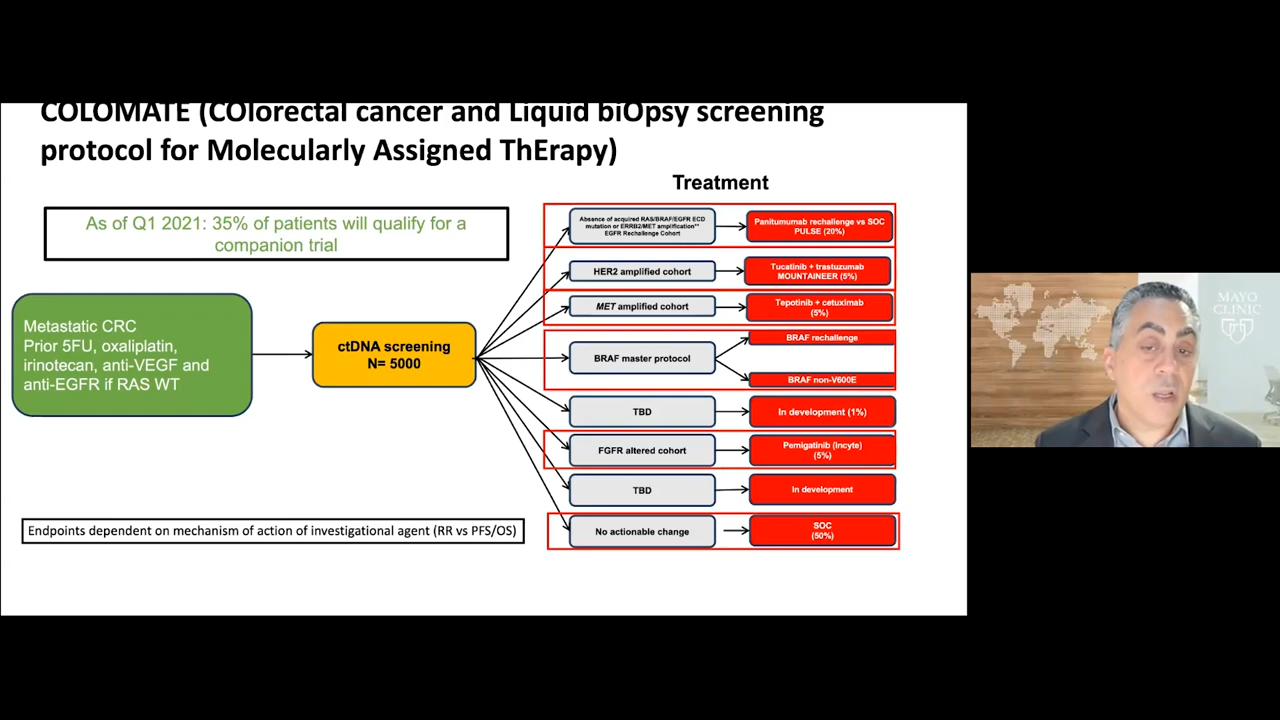 COLOMATE (COlorectal cancer and Liquid biOpsy screening
protocol for Molecularly Assigned ThErapy)
Treatment
As of Q1 2021: 35% of patients will qualify for a
companion trial
Metastatic CRC
Prior 5FU, oxaliplatin,
irinotecan, anti-VEGF and
anti-EGFR if RAS WT
ctDNA screening
N= 5000
Absence of acquired RAS/BRAF/EGFR ECD
mutation or ERRB2/MET amplification**
EGFR Rechallenge Cohort
Panitumumab rechallenge vs SOC
PULSE (20%)
HER2 amplified cohort
Tucatinib + trastuzumab
MOUNTAINEER (5%)
MET amplified cohort
Tepotinib + cetuximab
(5%)
BRAF master protocol
BRAF rechallenge
BRAF non-V600E
TBD
In development (1%)
FGFR altered cohort
Pemigatinib (Incyte)
(5%)
TBD
In development
No actionable change
SOC
(50%)
Endpoints dependent on mechanism of action of investigational agent (RR vs PFS/OS)
MAYO
CLINIC